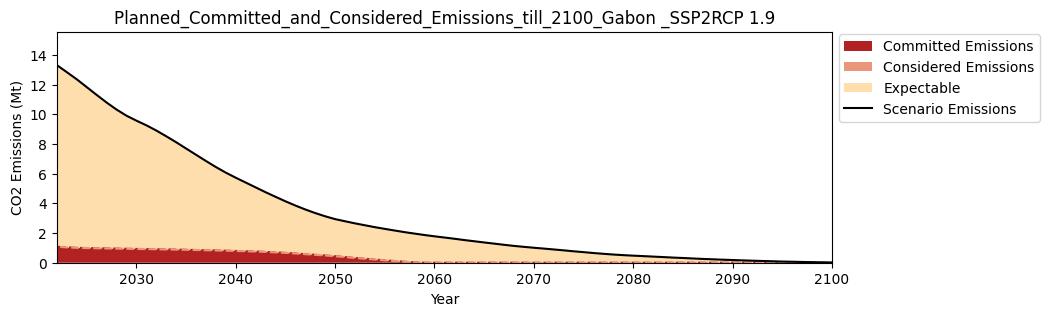 Planned_Committed_and_Considered_Emissions_till_2100_Gabon _SSP2RCP 1.9
Committed Emissions
Considered Emissions
Expectable
Scenario Emissions
CO2 Emissions (Mt)
14
12
10
8
6
4
2
0
2030 2040 2050 2060 2070 2080 2090 2100
Year